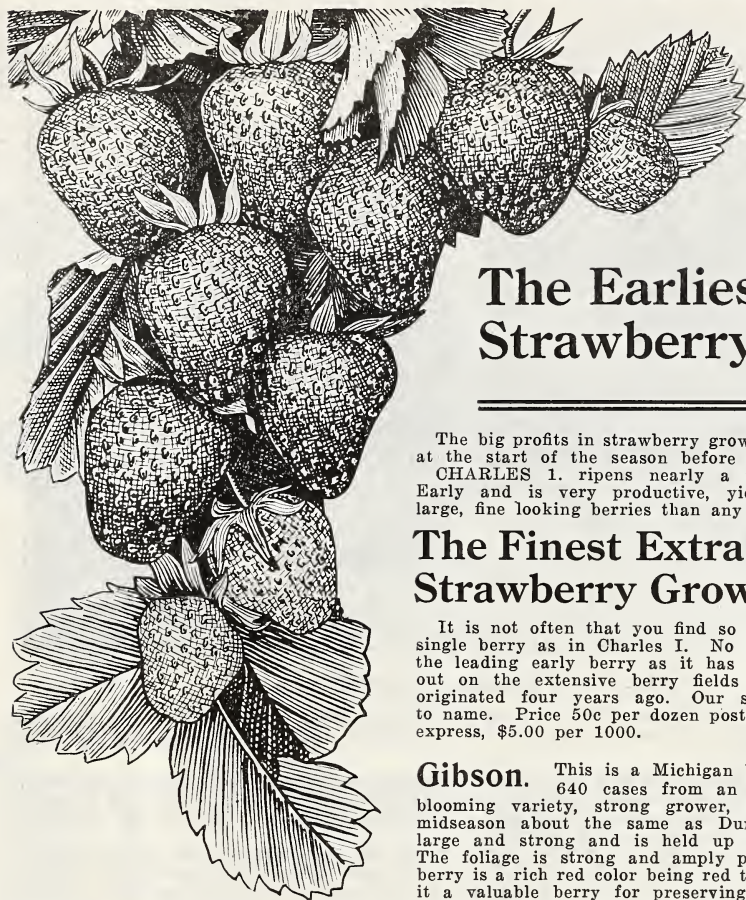 The Earlies
Strawberry
The big profits in strawberry grow
at the start of the season before
CHARLES 1. ripens nearly a
Early and is very productive, yie
large, fine looking berries than any
The Finest Extra
Strawberry Grow
It is not often that you find so
single berry as in Charles I. No
the leading early berry as it has
out on the extensive berry fields
originated four years ago. Our s
to name. Price 50c per dozen post
express, $5.00 per 1000.
Gibson. This is a Michigan
640 cases from an
blooming variety, strong grower,
midseason about the same as Du
large and strong and is held up
The foliage is strong and amply p
berry is a rich red color being red t
it a valuable berry for preserving